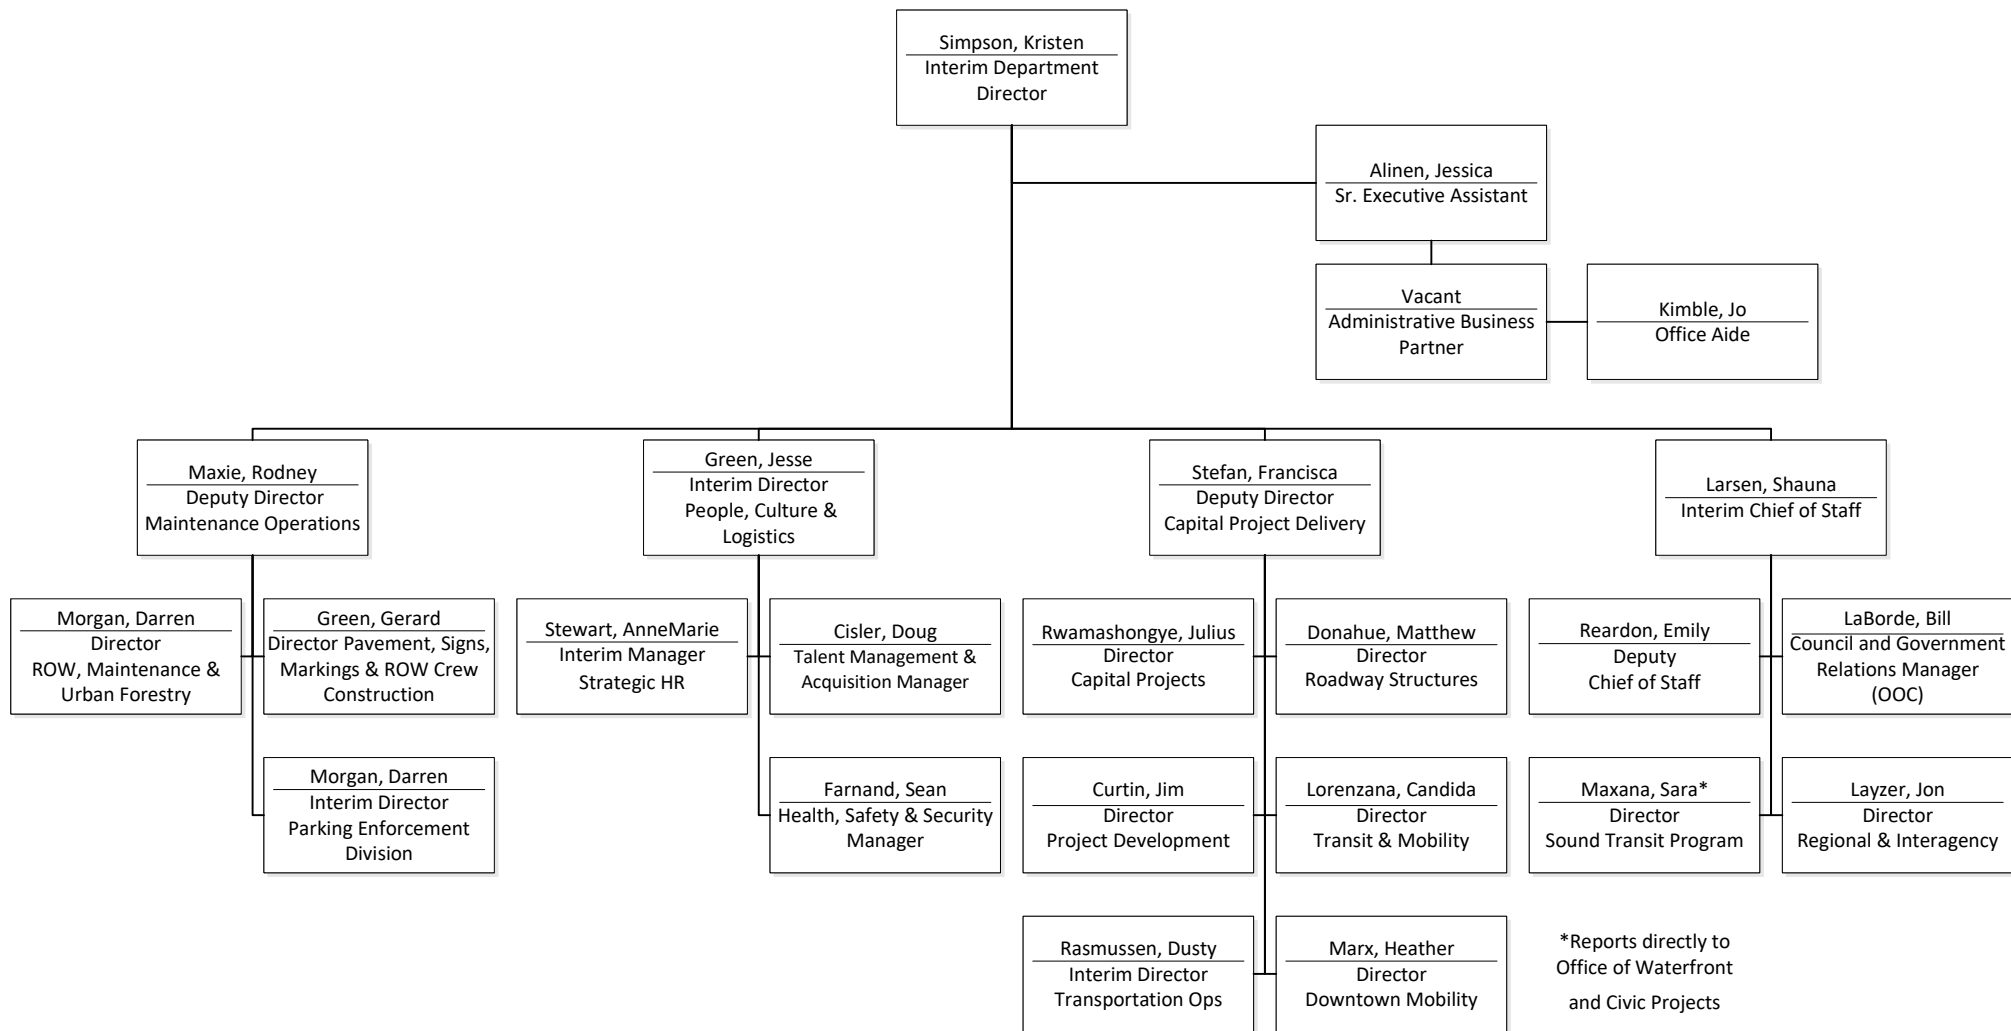 Simpson, Kristen
Interim Department
Director
Alinen, Jessica
Sr. Executive Assistant
Vacant
Administrative Business
Partner
Kimble, Jo
Office Aide
Maxie, Rodney
Deputy Director
Maintenance Operations
Green, Jesse
Interim Director
People, Culture &
Logistics
Stefan, Francisca
Deputy Director
Capital Project Delivery
Larsen, Shauna
Interim Chief of Staff
Morgan, Darren
Director
ROW, Maintenance &
Urban Forestry
Green, Gerard
Director Pavement, Signs,
Markings & ROW Crew
Construction
Stewart, AnneMarie
Interim Manager
Strategic HR
Cisler, Doug
Talent Management &
Acquisition Manager
Rwamashongye, Julius
Director
Capital Projects
Donahue, Matthew
Director
Roadway Structures
Reardon, Emily
Deputy
Chief of Staff
LaBorde, Bill
Council and Government
Relations Manager
(OOC)
Morgan, Darren
Interim Director
Parking Enforcement
Division
Farnand, Sean
Health, Safety & Security
Manager
Curtin, Jim
Director
Project Development
Lorenzana, Candida
Director
Transit & Mobility
Maxana, Sara*
Director
Sound Transit Program
Layzer, Jon
Director
Regional & Interagency
Rasmussen, Dusty
Interim Director
Transportation Ops
Marx, Heather
Director
Downtown Mobility
*Reports directly to
Office of Waterfront
and Civic Projects